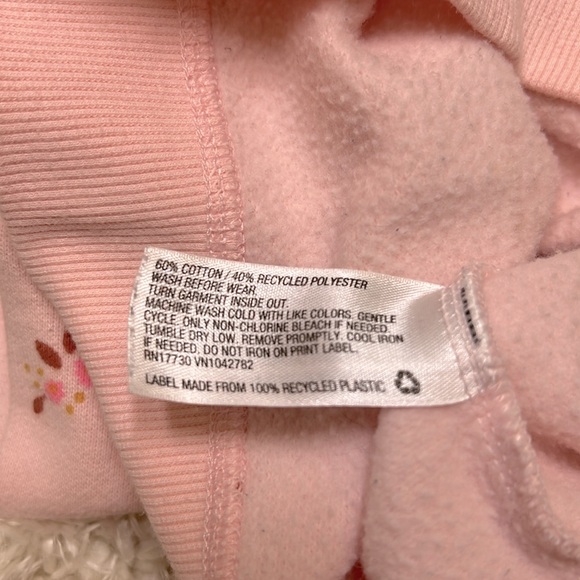 60% COTTON / 40% RECYCLED POLYESTER
WASH BEFORE WEAR.
TURN GARMENT INSIDE OUT.
MACHINE WASH COLD WITH LIKE COLORS. GENTLE
CYCLE. ONLY NON-CHLORINE BLEACH IF NEEDED.
TUMBLE DRY LOW. REMOVE PROMPTLY. COOL IRON
IF NEEDED. DO NOT IRON ON PRINT LABEL.
RN17730 VN1042782
LABEL MADE FROM 100% RECYCLED PLASTIC